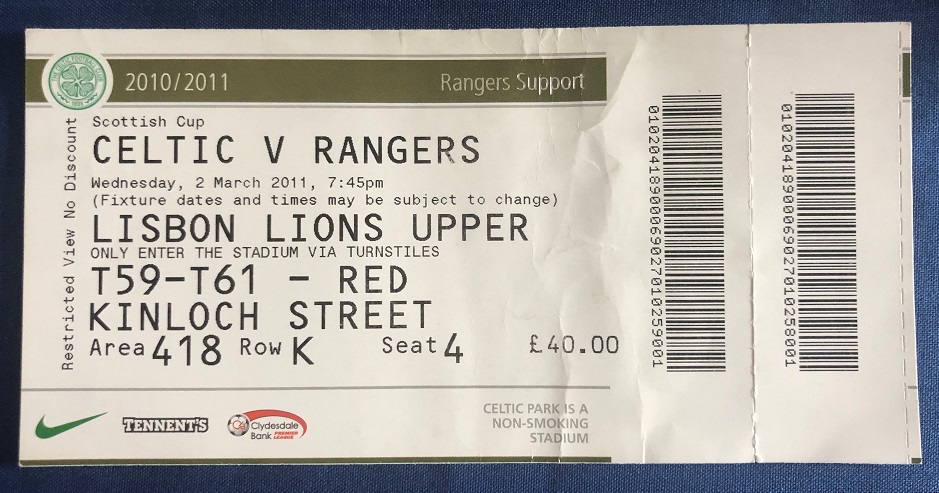 2010/2011
Rangers Support
Restricted View No Discount
Scottish Cup
CELTIC V RANGERS
Wednesday, 2 March 2011, 7:45pm
(Fixture dates and times may be subject to change)
LISBON LIONS UPPER
ONLY ENTER THE STADIUM VIA TURNSTILES
T59-T61 - RED
KINLOCH STREET
Area 418 Row K Seat 4 £40.00
TENNENT'S
Clydesdale
Bank PREMIER
LEAGUE
CELTIC PARK IS A
NON-SMOKING
STADIUM